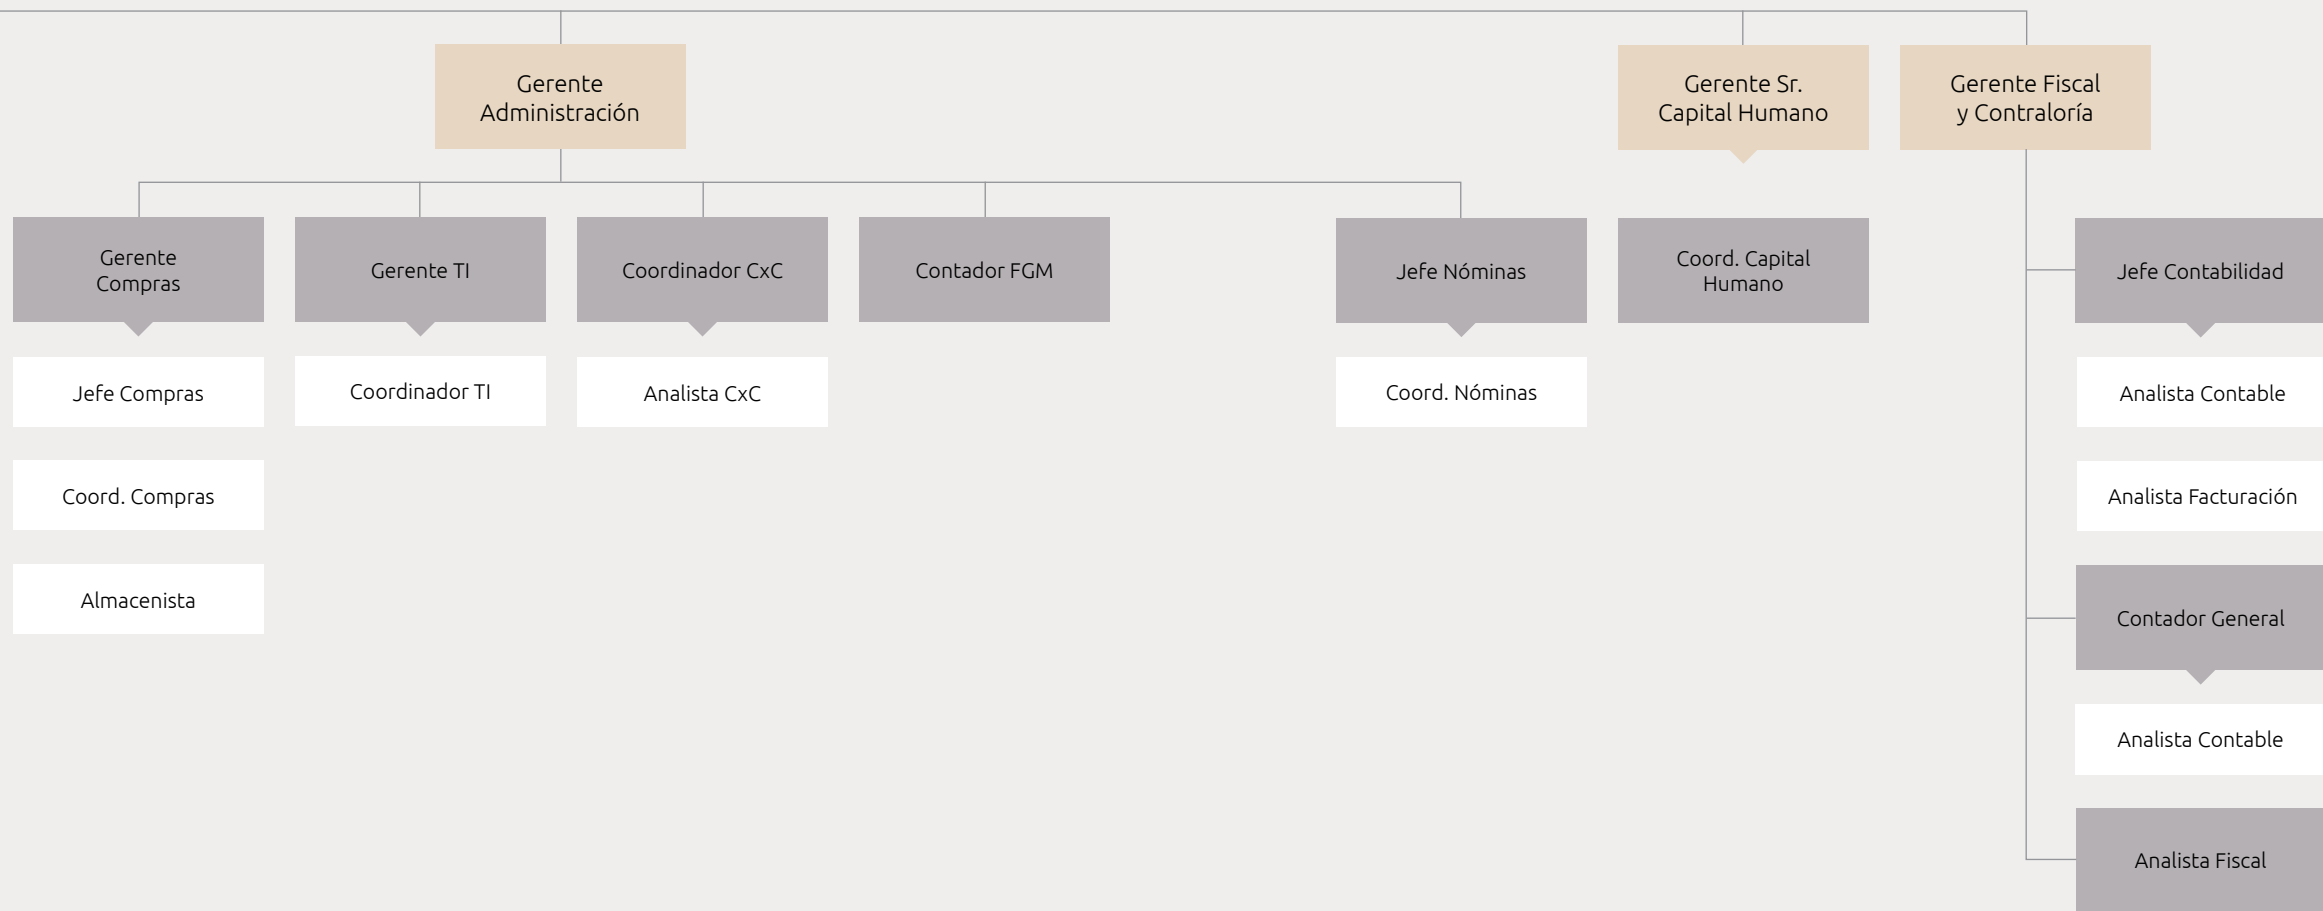 Gerente
Administración
Gerente Sr.
Capital Humano
Gerente Fiscal
y Contraloría
Gerente
Compras
Gerente TI
Coordinador CxC
Contador FGM
Jefe Nóminas
Coord. Capital
Humano
Jefe Contabilidad
Jefe Compras
Coordinador TI
Analista CxC
Coord. Nóminas
Analista Contable
Coord. Compras
Analista Facturación
Almacenista
Contador General
Analista Contable
Analista Fiscal